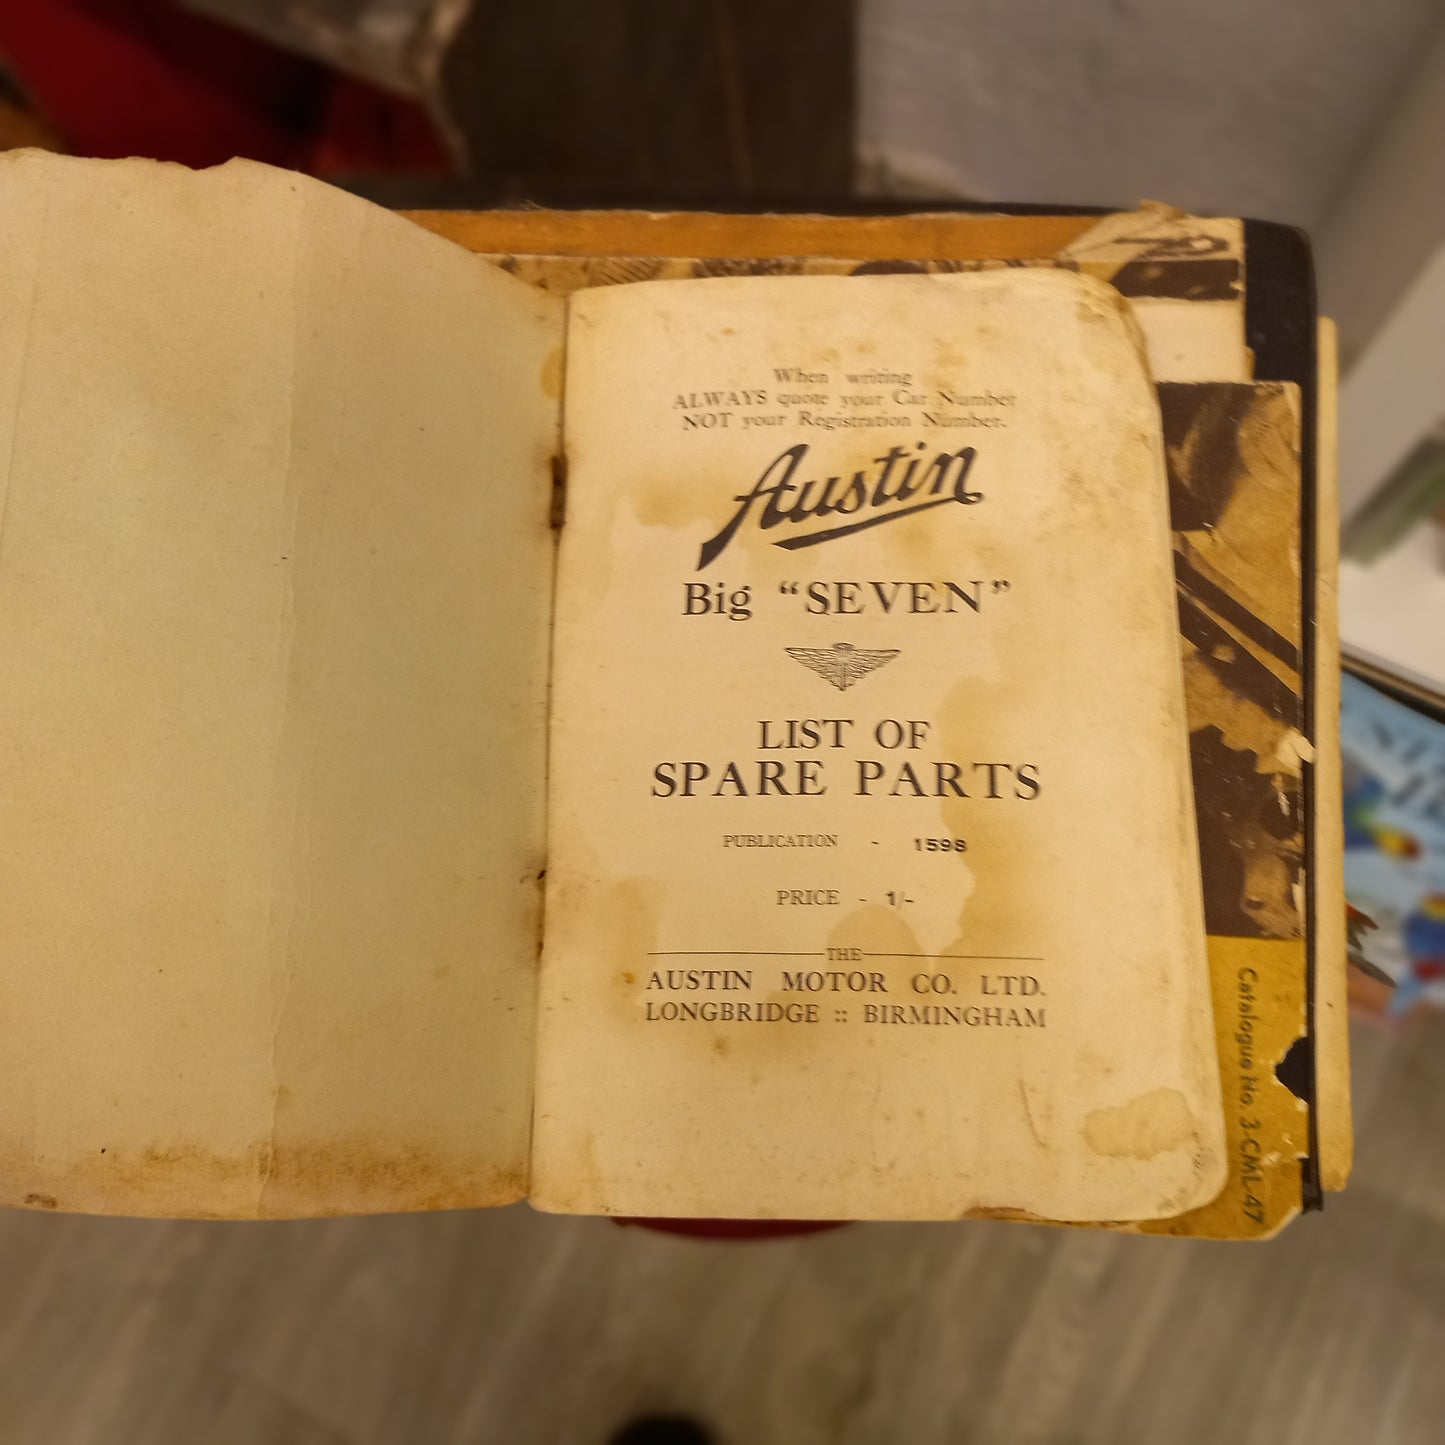 When writing
ALWAYS quote your Car Number
NOT your Registration Number.
Austin
Big "SEVEN"
LIST OF
SPARE PARTS
PUBLICATION - 1598
PRICE - 1/-
THE
AUSTIN MOTOR CO. LTD.
LONGBRIDGE :: BIRMINGHAM
Catalogue No. 3-CML-47